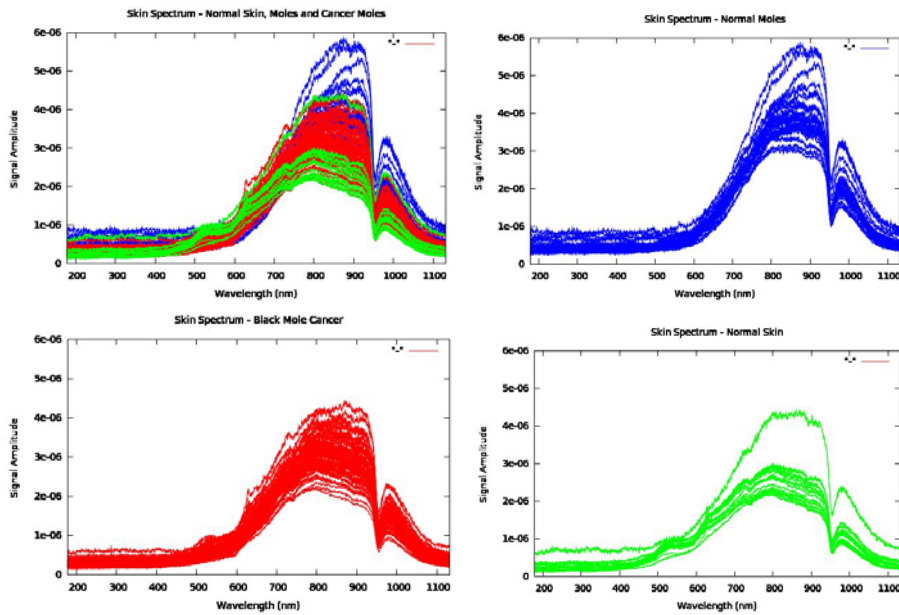 Skin Spectrum - Normal Skin, Moles and Cancer Moles
6e-06
5e-06
4e-06
3e-06
2e-06
1e-06
0
Signal Amplitude
"-"
200 300 400 500 600 700 800 900 1000 1100
Wavelength (nm)
Skin Spectrum - Normal Moles
6e-06
5e-06
4e-06
3e-06
2e-06
1e-06
0
Signal Amplitude
"-"
200 300 400 500 600 700 800 900 1000 1100
Wavelength (nm)
Skin Spectrum - Black Mole Cancer
6e-06
5e-06
4e-06
3e-06
2e-06
1e-06
0
Signal Amplitude
"-"
200 300 400 500 600 700 800 900 1000 1100
Wavelength (nm)
Skin Spectrum - Normal Skin
6e-06
5e-06
4e-06
3e-06
2e-06
1e-06
0
Signal Amplitude
"-"
200 300 400 500 600 700 800 900 1000 1100
Wavelength (nm)